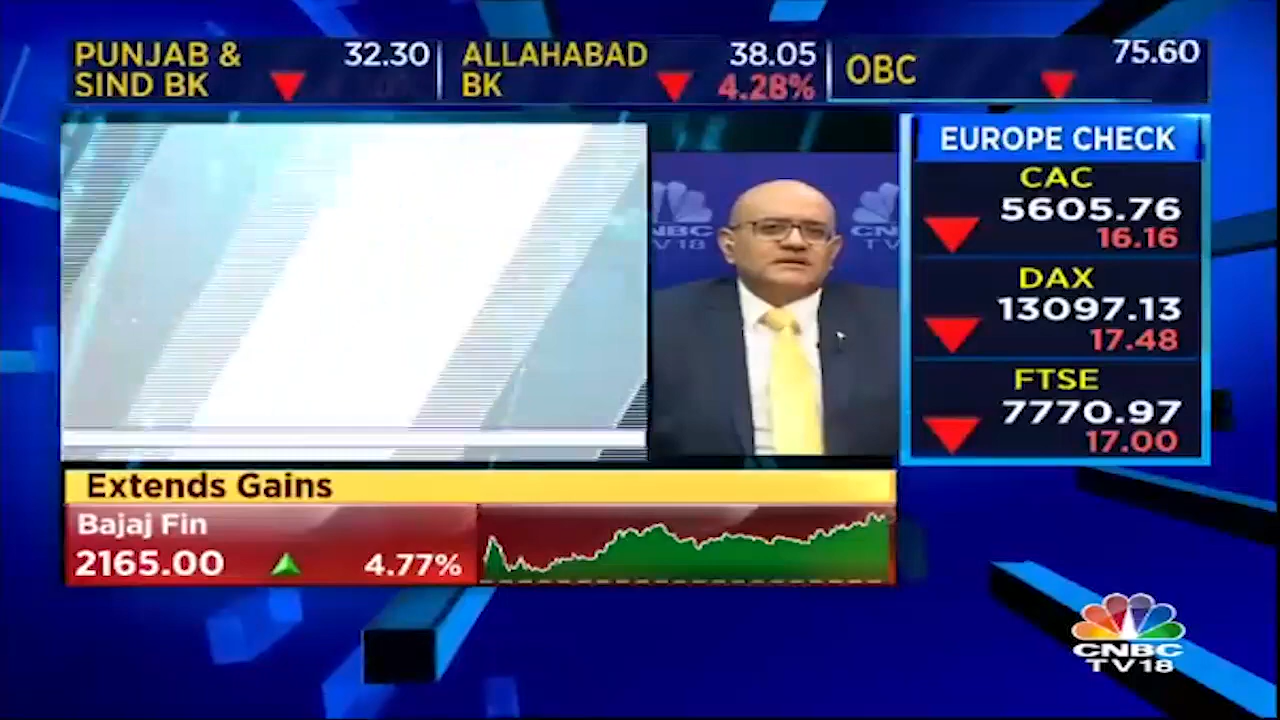 PUNJAB &
SIND BK
32.30
ALLAHABAD
BK
38.05
4.28%
OBC
75.60
EUROPE CHECK
CAC
5605.76
16.16
DAX
13097.13
17.48
FTSE
7770.97
17.00
CNBC
TV18
Extends Gains
Bajaj Fin
2165.00
4.77%
CNBC
TV18